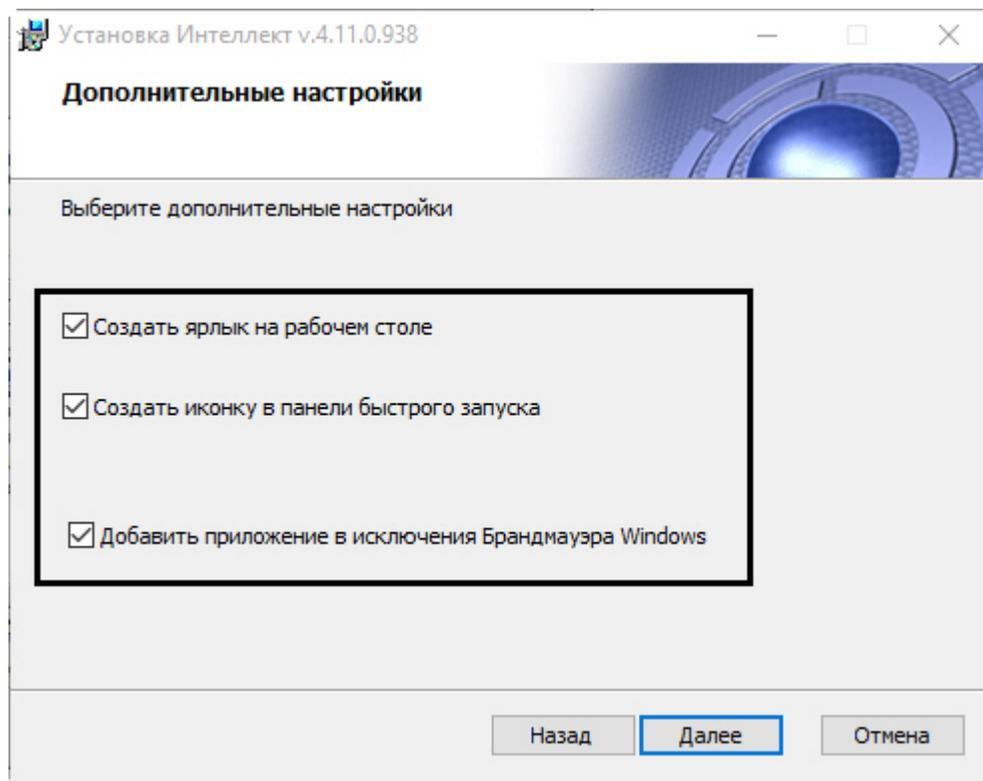 Установка Интеллект v.4.11.0.938
Дополнительные настройки
Выберите дополнительные настройки
Создать ярлык на рабочем столе
Создать иконку в панели быстрого запуска
Добавить приложение в исключения Брандмауэра Windows
Назад
Далее
Отмена